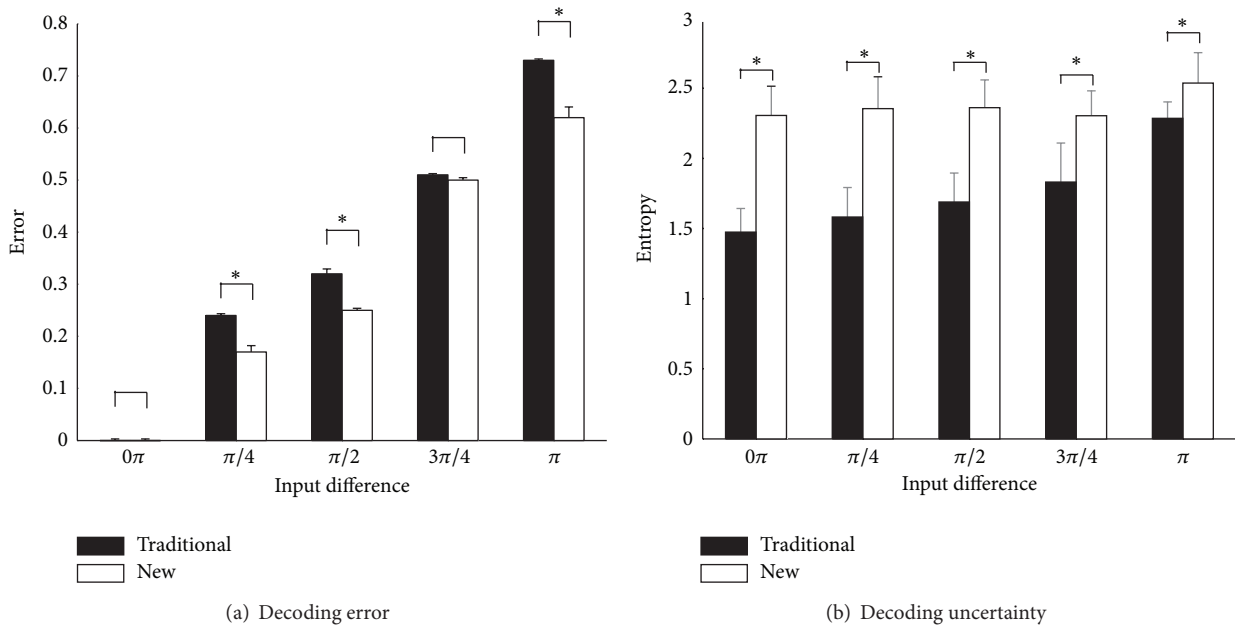 0.8
0.7
0.6
0.5
0.4
0.3
0.2
0.1
0
Error
*
*
*
0π
π/4
π/2
3π/4
π
Input difference
Traditional
New
(a) Decoding error
3
2.5
2
1.5
1
0.5
0
Entropy
*
*
*
*
*
0π
π/4
π/2
3π/4
π
Input difference
Traditional
New
(b) Decoding uncertainty